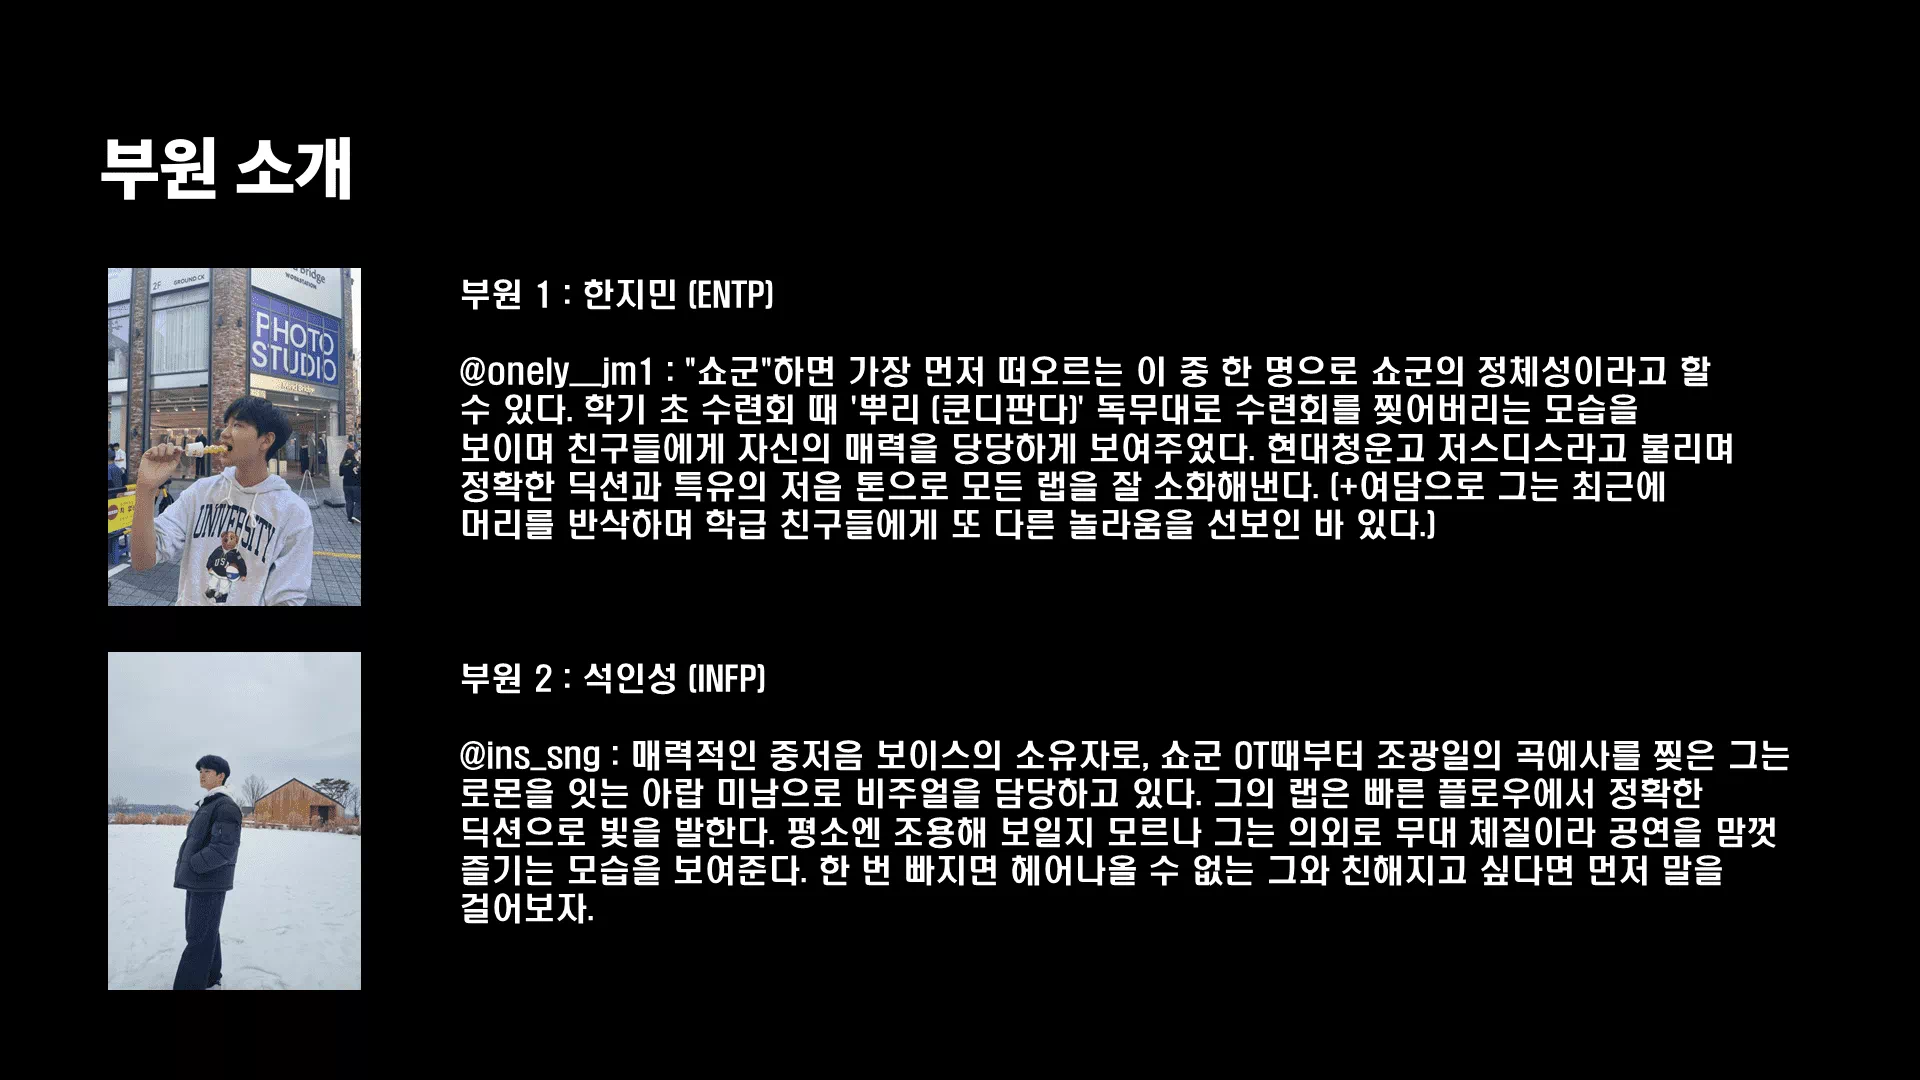 부원 소개
2F
GROUND.CK
Bridge
WORKSTATION
PHOTO
STUDIO
UNIVERSITY
US
부원 1 : 한지민 (ENTP)
@onely__jm1 : "쇼군"하면 가장 먼저 떠오르는 이 중 한 명으로 쇼군의 정체성이라고 할
수 있다. 학기 초 수련회 때 '뿌리 (쿤디판다)' 독무대로 수련회를 찢어버리는 모습을
보이며 친구들에게 자신의 매력을 당당하게 보여주었다. 현대청운고 저스디스라고 불리며
정확한 딕션과 특유의 저음 톤으로 모든 랩을 잘 소화해낸다. (+여담으로 그는 최근에
머리를 반삭하며 학급 친구들에게 또 다른 놀라움을 선보인 바 있다.)
부원 2 : 석인성 (INFP)
@ins_sng : 매력적인 중저음 보이스의 소유자로, 쇼군 OT때부터 조광일의 곡예사를 찢은 그는
로몬을 잇는 아랍 미남으로 비주얼을 담당하고 있다. 그의 랩은 빠른 플로우에서 정확한
딕션으로 빛을 발한다. 평소엔 조용해 보일지 모르나 그는 의외로 무대 체질이라 공연을 맘껏
즐기는 모습을 보여준다. 한 번 빠지면 헤어나올 수 없는 그와 친해지고 싶다면 먼저 말을
걸어보자.